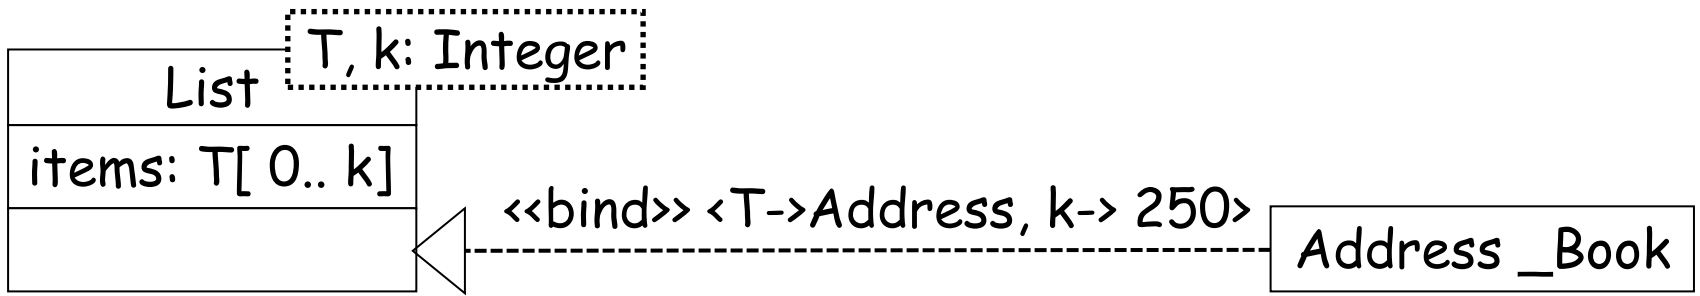 T, k: Integer
List
items: T[ 0.. k]
<<bind>> <T->Address, k-> 250>
Address _Book